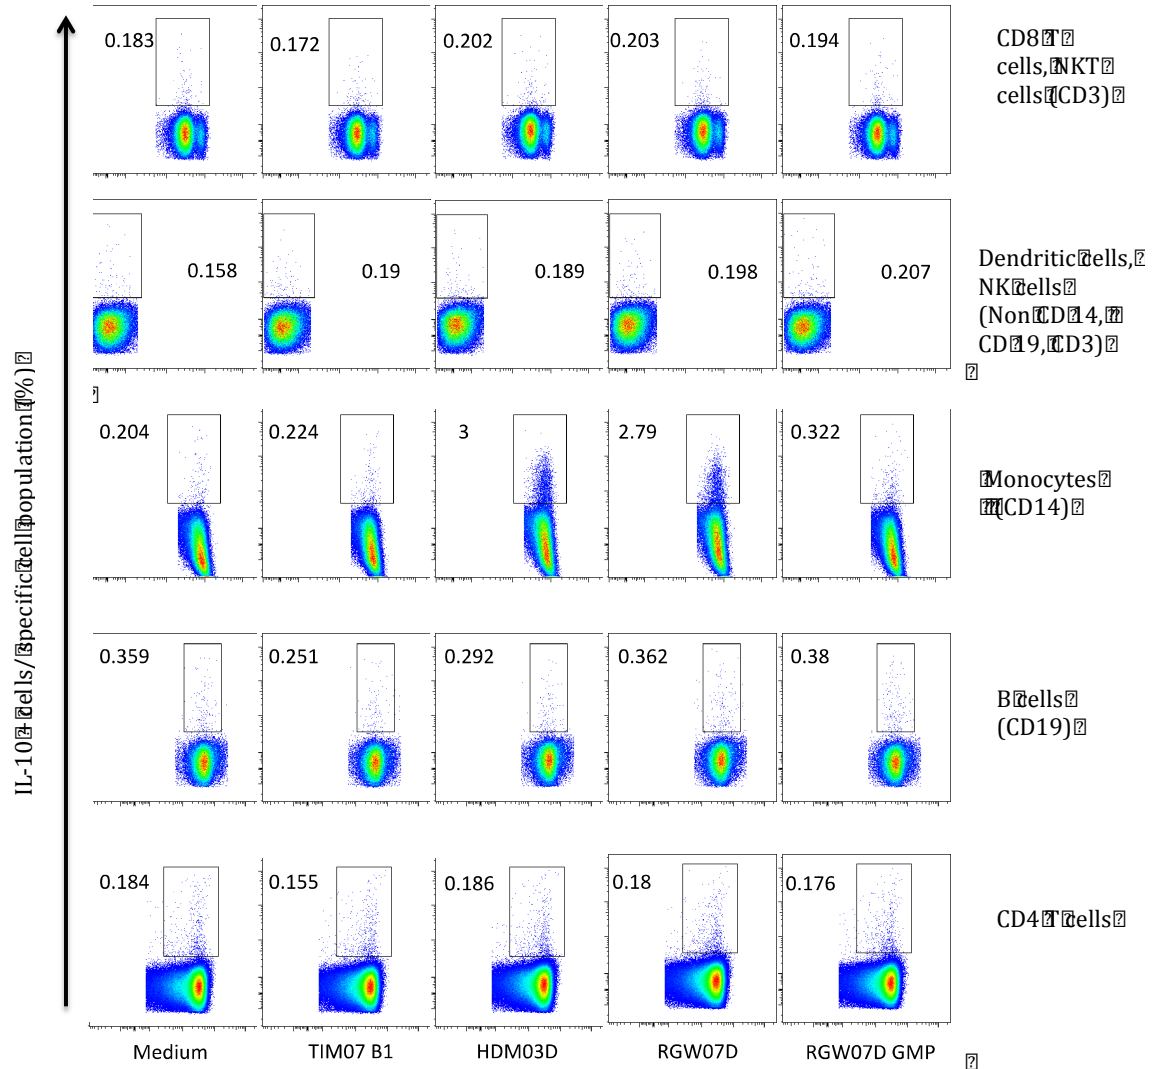 0.183
0.172
0.202
0.203
0.194
CD8 T
cells, NKT
cells (CD3)
0.158
0.19
0.189
0.198
0.207
Dendritic cells,
NK cells
(Non CD 14,
CD 19, CD3)
0.204
0.224
3
2.79
0.322
Monocytes
(CD14)
0.359
0.251
0.292
0.362
0.38
B cells
(CD19)
0.184
0.155
0.186
0.18
0.176
CD4 T cells
Medium
TIM07 B1
HDM03D
RGW07D
RGW07D GMP
IL-10 + cells/ specific cell population (%)